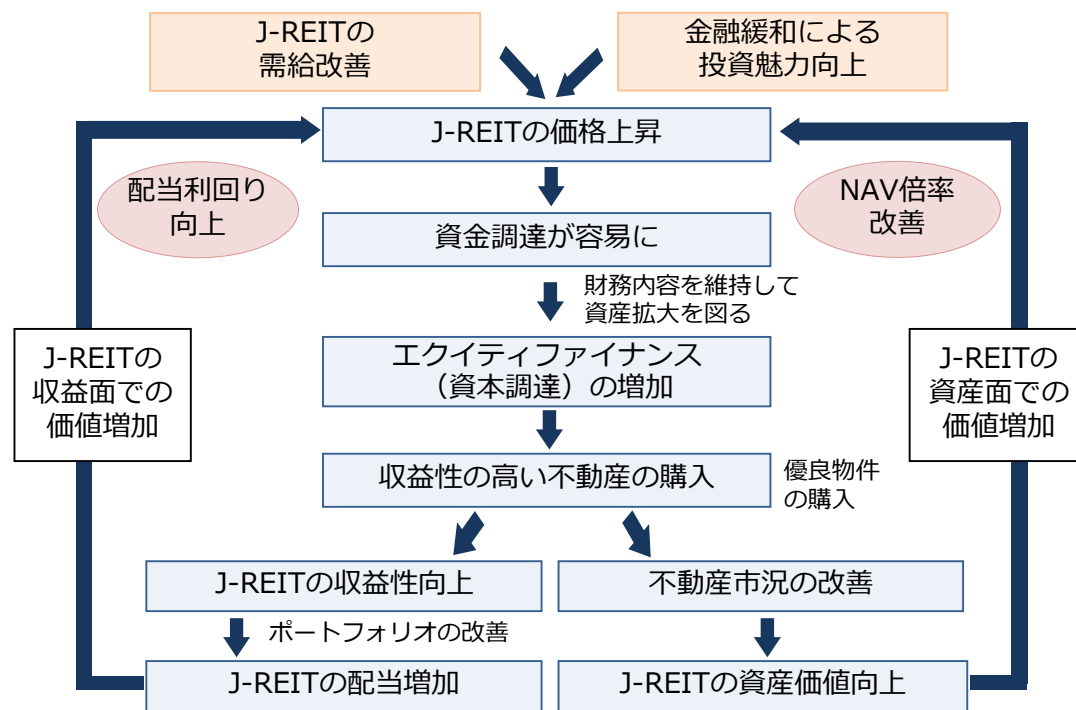 J-REITの
需給改善
金融緩和による
投資魅力向上
J-REITの価格上昇
配当利回り
向上
NAV倍率
改善
資金調達が容易に
財務内容を維持して
資産拡大を図る
J-REITの
収益面での
価値増加
エクイティファイナンス
（資本調達）の増加
J-REITの
資産面での
価値増加
収益性の高い不動産の購入
優良物件
の購入
J-REITの収益性向上
不動産市況の改善
ポートフォリオの改善
J-REITの配当増加
J-REITの資産価値向上